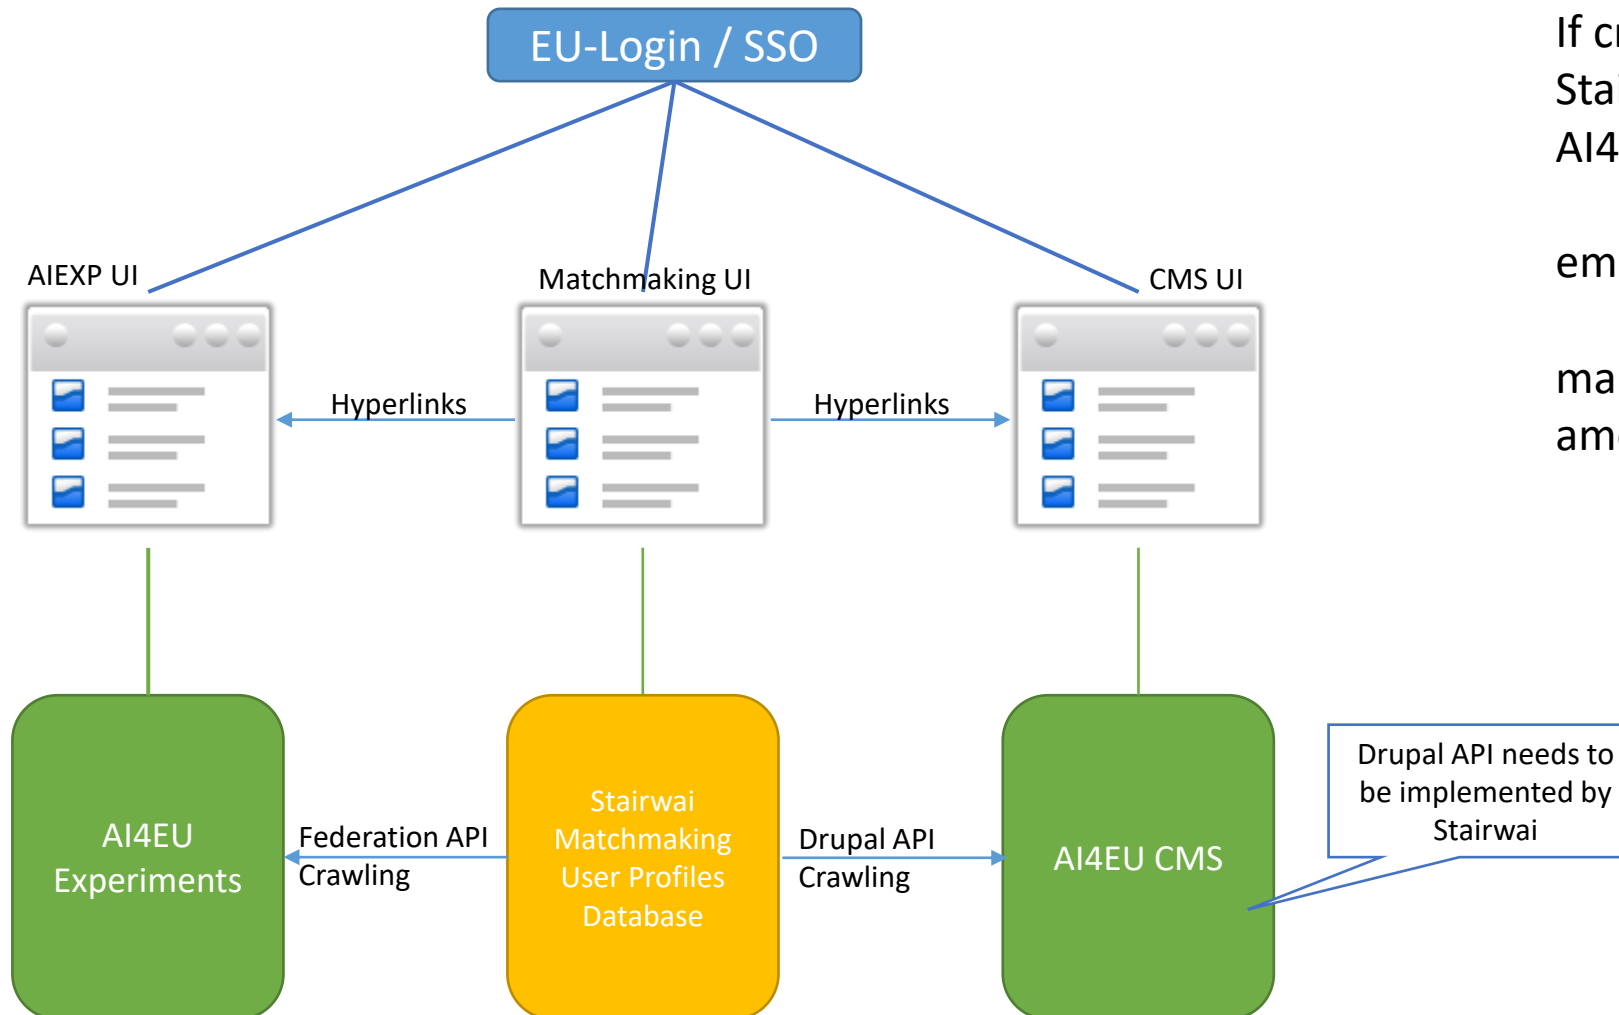 EU-Login / SSO
If
AIEXP UI
Matchmaking UI
CMS UI
Hyperlinks
Hyperlinks
AI4EU
Experiments
Federation API
Crawling
Stairwai
Matchmaking
User Profiles
Database
Drupal API
Crawling
AI4EU CMS
Drupal API needs to
be implemented by
Stairwai